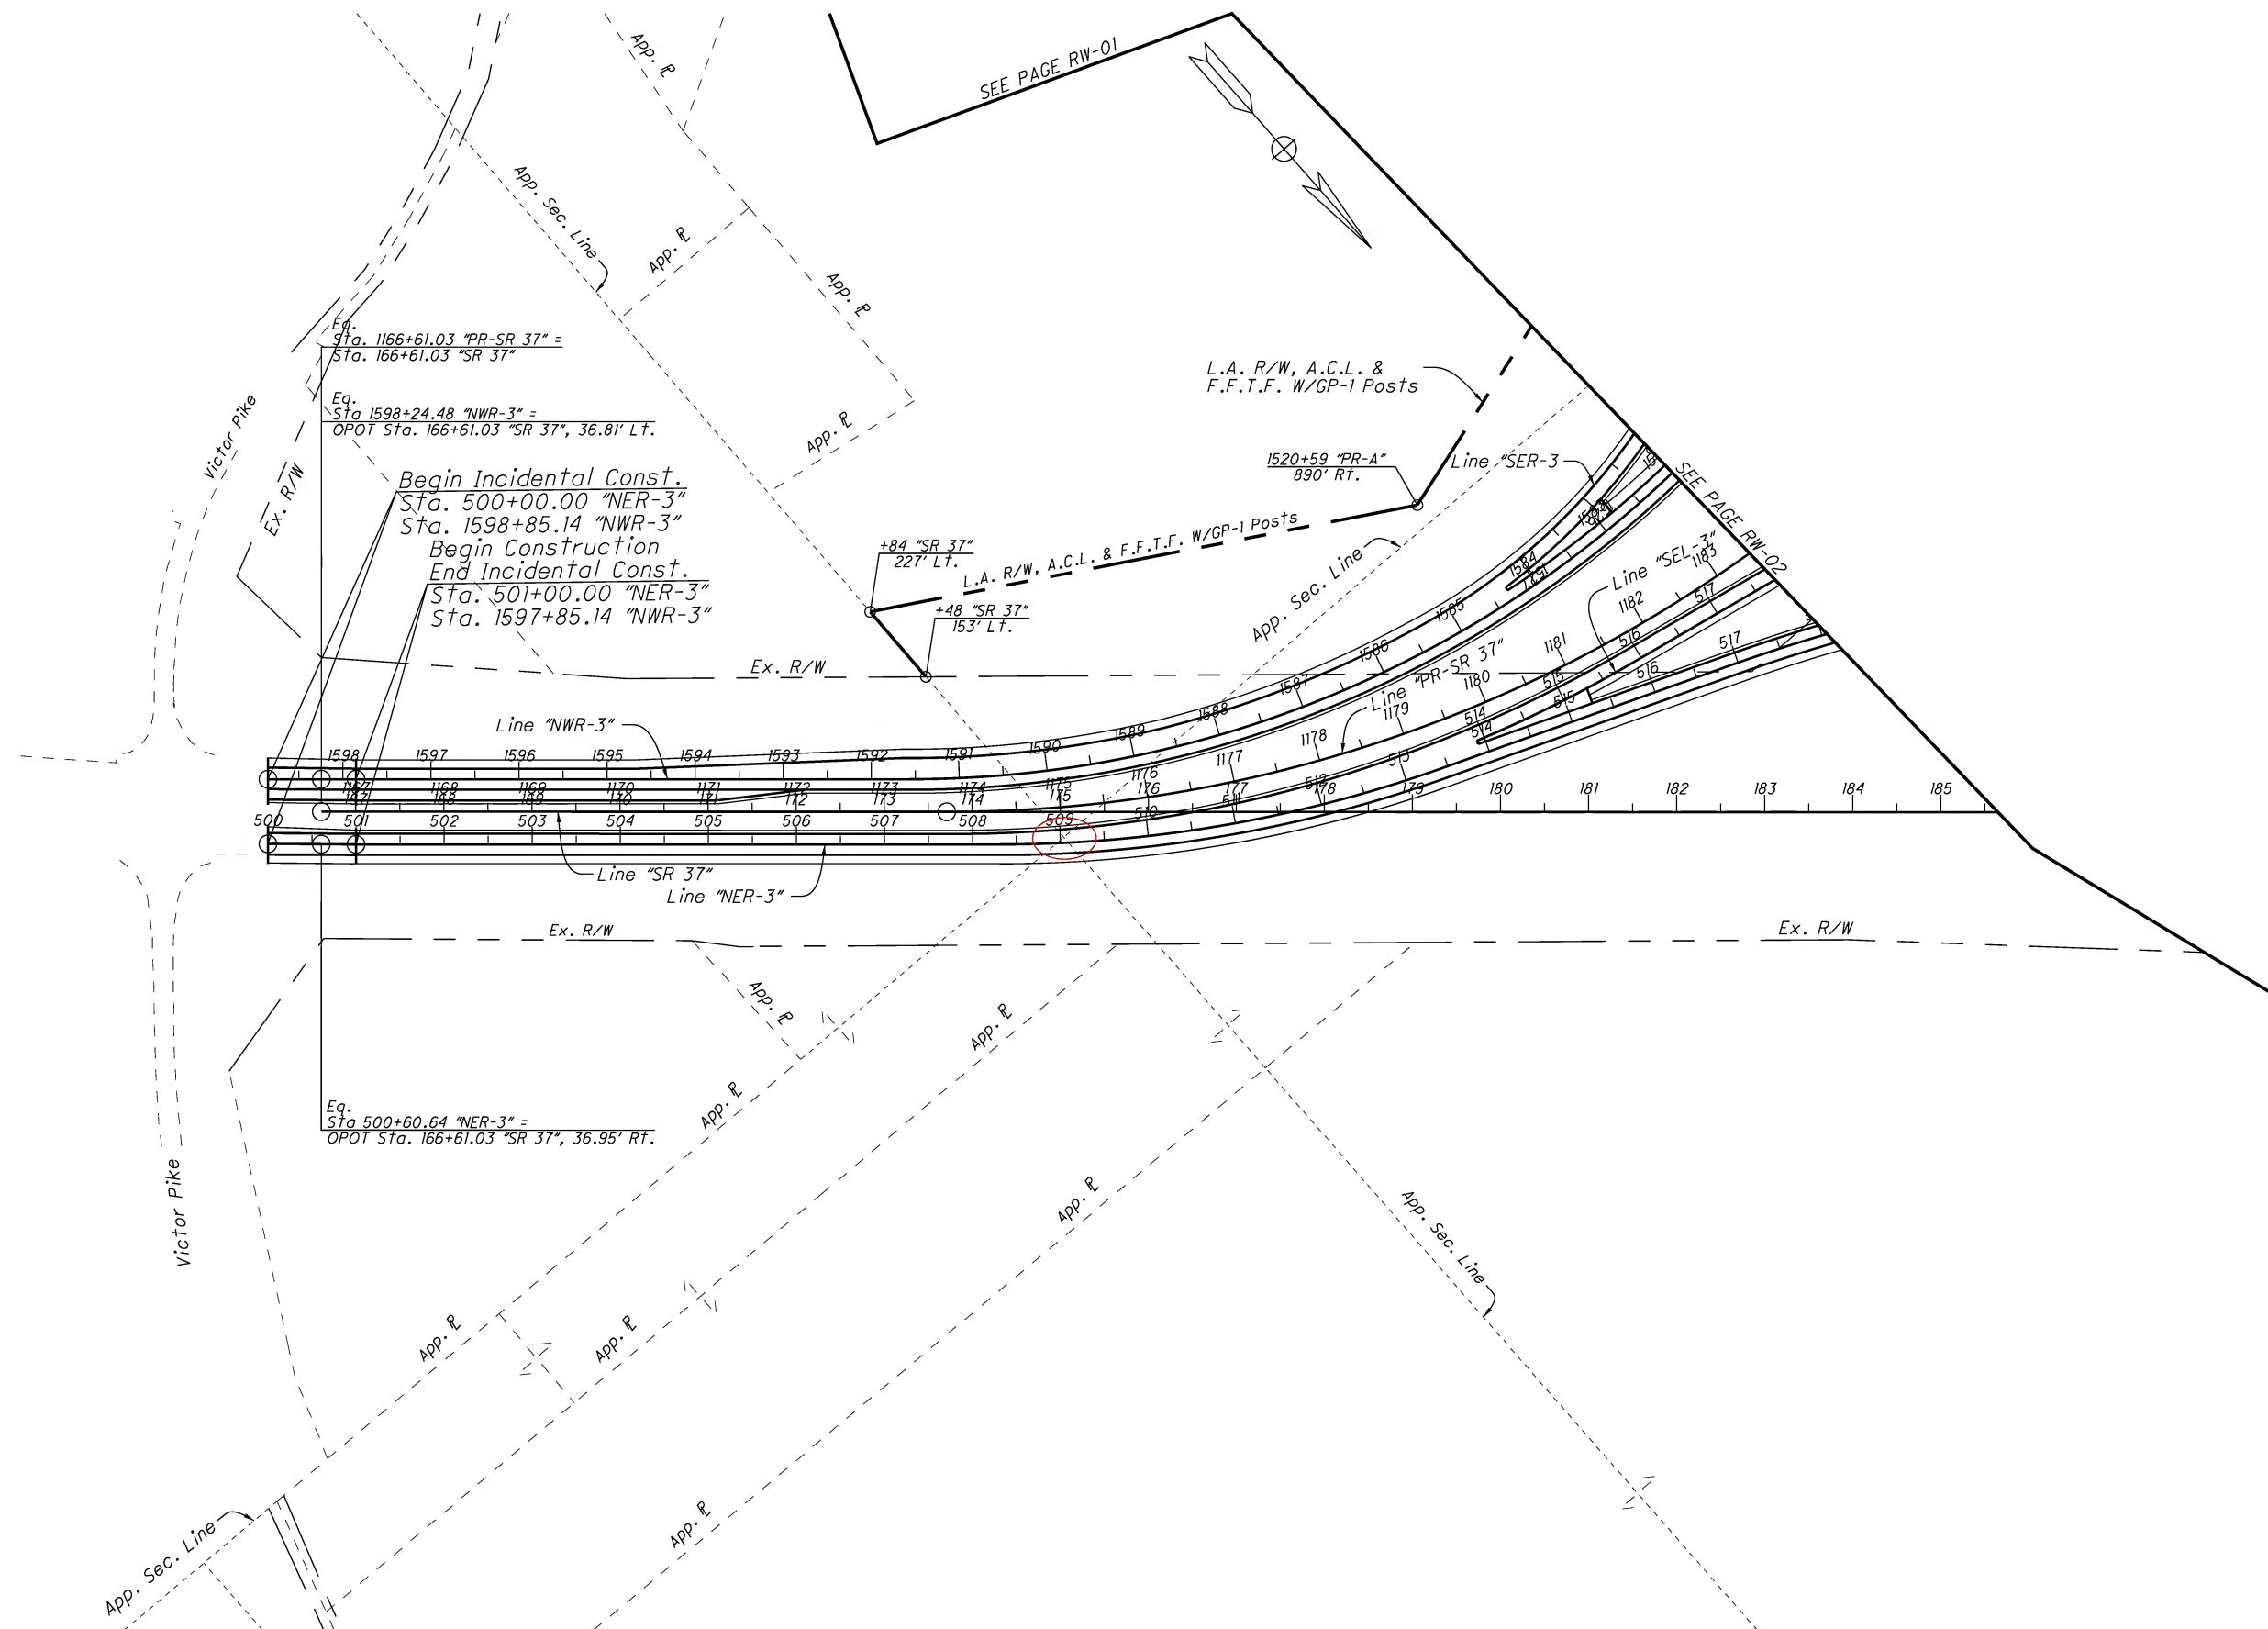 SEE PAGE RW-01
App. ⅊
App. Sec. Line
App. ⅊
App. ⅊
App. ⅊
Eq.
Sta. 1166+61.03 "PR-SR 37" =
Sta. 166+61.03 "SR 37"
Eq.
Sta 1598+24.48 "NWR-3" =
OPOT Sta. 166+61.03 "SR 37", 36.81' Lt.
Victor Pike
Ex. R/W
Begin Incidental Const.
Sta. 500+00.00 "NER-3"
Sta. 1598+85.14 "NWR-3"
Begin Construction
End Incidental Const.
Sta. 501+00.00 "NER-3"
Sta. 1597+85.14 "NWR-3"
L.A. R/W, A.C.L. &
F.F.T.F. W/GP-1 Posts
1520+59 "PR-A"
890' Rt.
Line "SER-3
+84 "SR 37"
227' Lt.
L.A. R/W, A.C.L. & F.F.T.F. W/GP-1 Posts
+48 "SR 37"
153' Lt.
App. Sec. Line
SEE PAGE RW-02
Line "SEL-3"
Line "PR-SR 37"
Ex. R/W
Line "NWR-3"
1598 1597 1596 1595 1594 1593 1592 1591 1590 1589 1588 1587 1586 1585 1584
1167 1168 1169 1170 1171 1172 1173 1174 1175 1176 1177 1178 1179 1180 1181 1182 1183
167 168 169 170 171 172 173 174 175 176 177 178 179 180 181 182 183 184 185
500 501 502 503 504 505 506 507 508 509 510 511 512 513 514 515 516 517
514 515 516 517
Line "SR 37"
Line "NER-3"
Ex. R/W
Ex. R/W
App. ⅊
App. ⅊
App. ⅊
Eq.
Sta 500+60.64 "NER-3" =
OPOT Sta. 166+61.03 "SR 37", 36.95' Rt.
Victor Pike
App. ⅊
App. Sec. Line
App. ⅊
App. ⅊
App. ⅊
App. Sec. Line